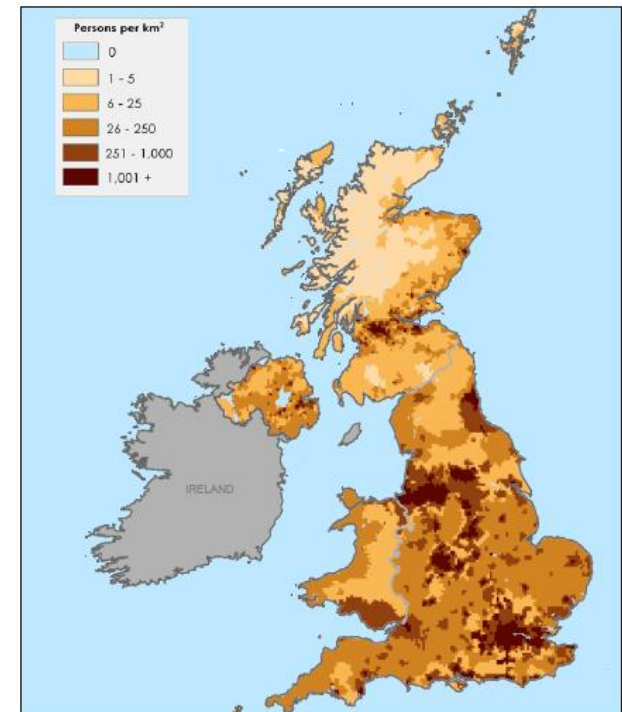 Persons per km²
0
1 - 5
6 - 25
26 - 250
251 - 1,000
1,001 +
IRELAND